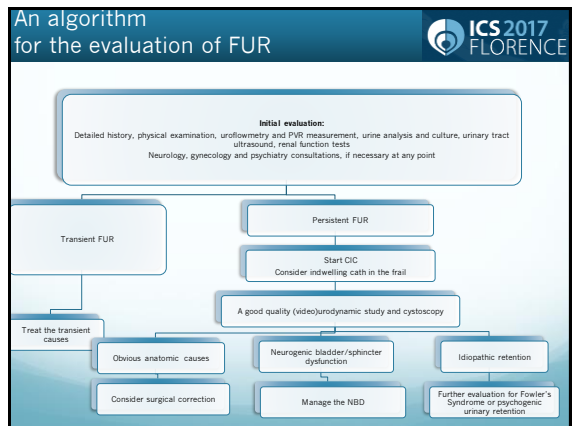 An algorithm
for the evaluation of FUR
ICS 2017
FLORENCE
Initial evaluation:
Detailed history, physical examination, uroflowmetry and PVR measurement, urine analysis and culture, urinary tract
ultrasound, renal function tests
Neurology, gynecology and psychiatry consultations, if necessary at any point
Transient FUR
Persistent FUR
Start CIC
Consider indwelling cath in the frail
A good quality (video)urodynamic study and cystoscopy
Treat the transient
causes
Obvious anatomic causes
Neurogenic bladder/sphincter
dysfunction
Idiopathic retention
Consider surgical correction
Manage the NBD
Further evaluation for Fowler's
Syndrome or psychogenic
urinary retention